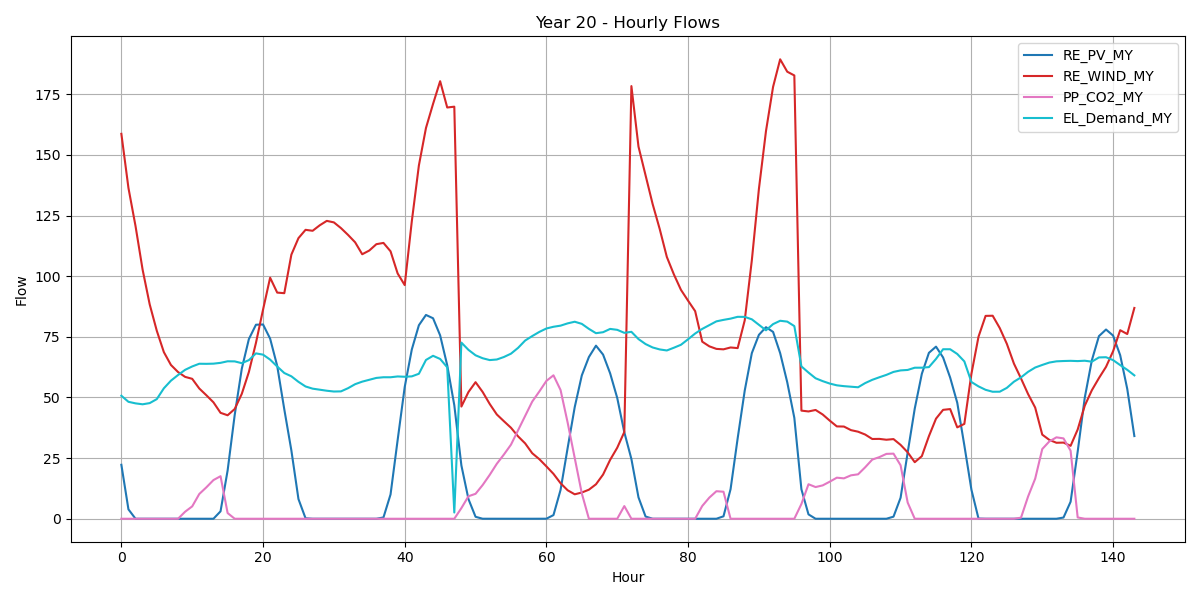 Year 20 - Hourly Flows
RE_PV_MY
RE_WIND_MY
PP_CO2_MY
EL_Demand_MY
Flow
175
150
125
100
75
50
25
0
0 20 40 60 80 100 120 140
Hour